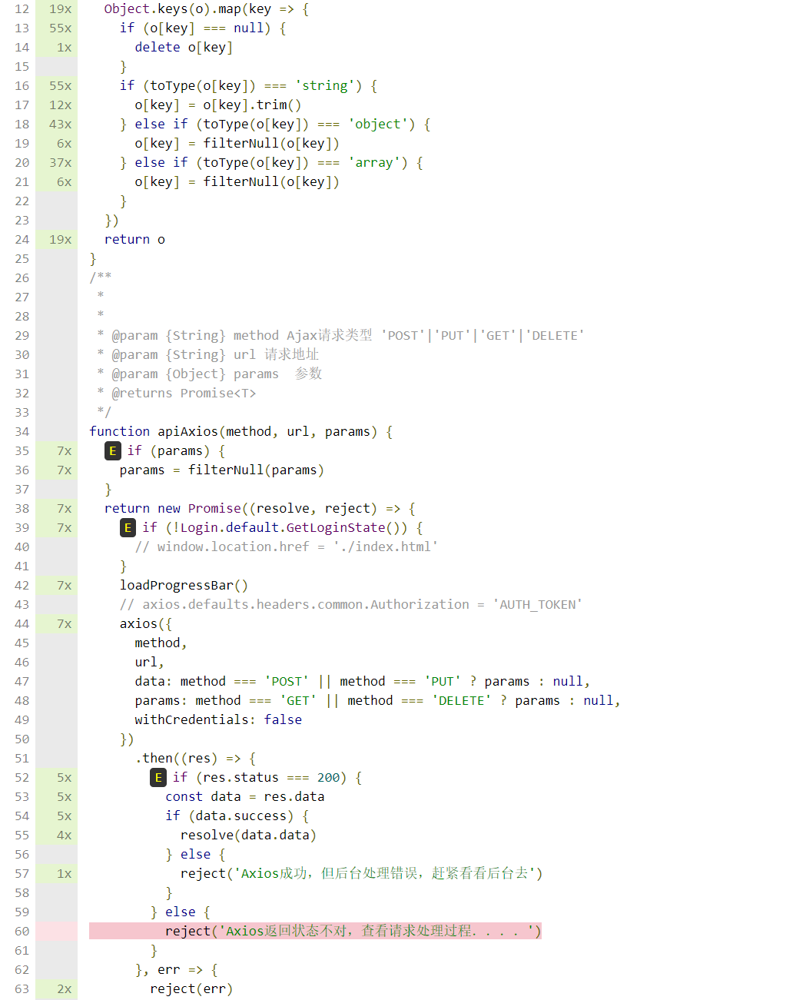 12 19x Object.keys(o).map(key => {
13 55x if (o[key] === null) {
14 1x delete o[key]
15 }
16 55x if (toType(o[key]) === 'string') {
17 12x o[key] = o[key].trim()
18 43x } else if (toType(o[key]) === 'object') {
19 6x o[key] = filterNull(o[key])
20 37x } else if (toType(o[key]) === 'array') {
21 6x o[key] = filterNull(o[key])
22 }
23 })
24 19x return o
25 }
26 /**
27 *
28 *
29 * @param {String} method Ajax请求类型 'POST'|'PUT'|'GET'|'DELETE'
30 * @param {String} url 请求地址
31 * @param {Object} params 参数
32 * @returns Promise<T>
33 */
34 function apiAxios(method, url, params) {
35 7x E if (params) {
36 7x params = filterNull(params)
37 }
38 7x return new Promise((resolve, reject) => {
39 7x E if (!Login.default.GetLoginState()) {
40 // window.location.href = './index.html'
41 }
42 7x loadProgressBar()
43 // axios.defaults.headers.common.Authorization = 'AUTH_TOKEN'
44 7x axios({
45 method,
46 url,
47 data: method === 'POST' || method === 'PUT' ? params : null,
48 params: method === 'GET' || method === 'DELETE' ? params : null,
49 withCredentials: false
50 })
51 .then((res) => {
52 5x E if (res.status === 200) {
53 5x const data = res.data
54 5x if (data.success) {
55 4x resolve(data.data)
56 } else {
57 1x reject('Axios成功，但后台处理错误，赶紧看看后台去')
58 }
59 } else {
60 reject('Axios返回状态不对，查看请求处理过程．．．．')
61 }
62 }, err => {
63 2x reject(err)